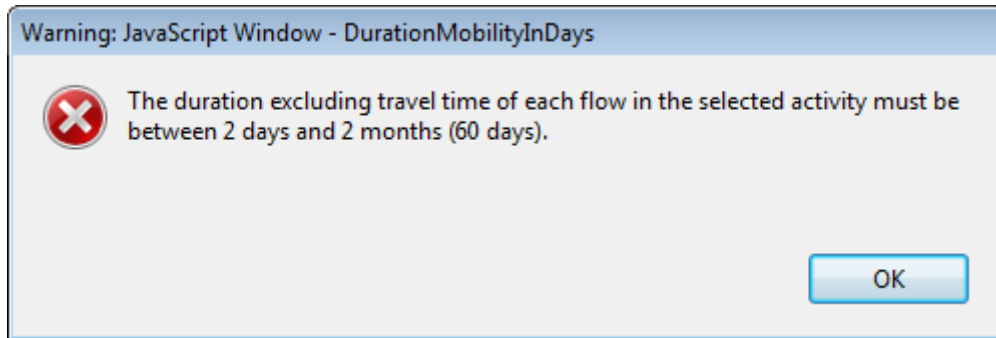 Warning: JavaScript Window - DurationMobilityInDays
The duration excluding travel time of each flow in the selected activity must be
between 2 days and 2 months (60 days).
OK